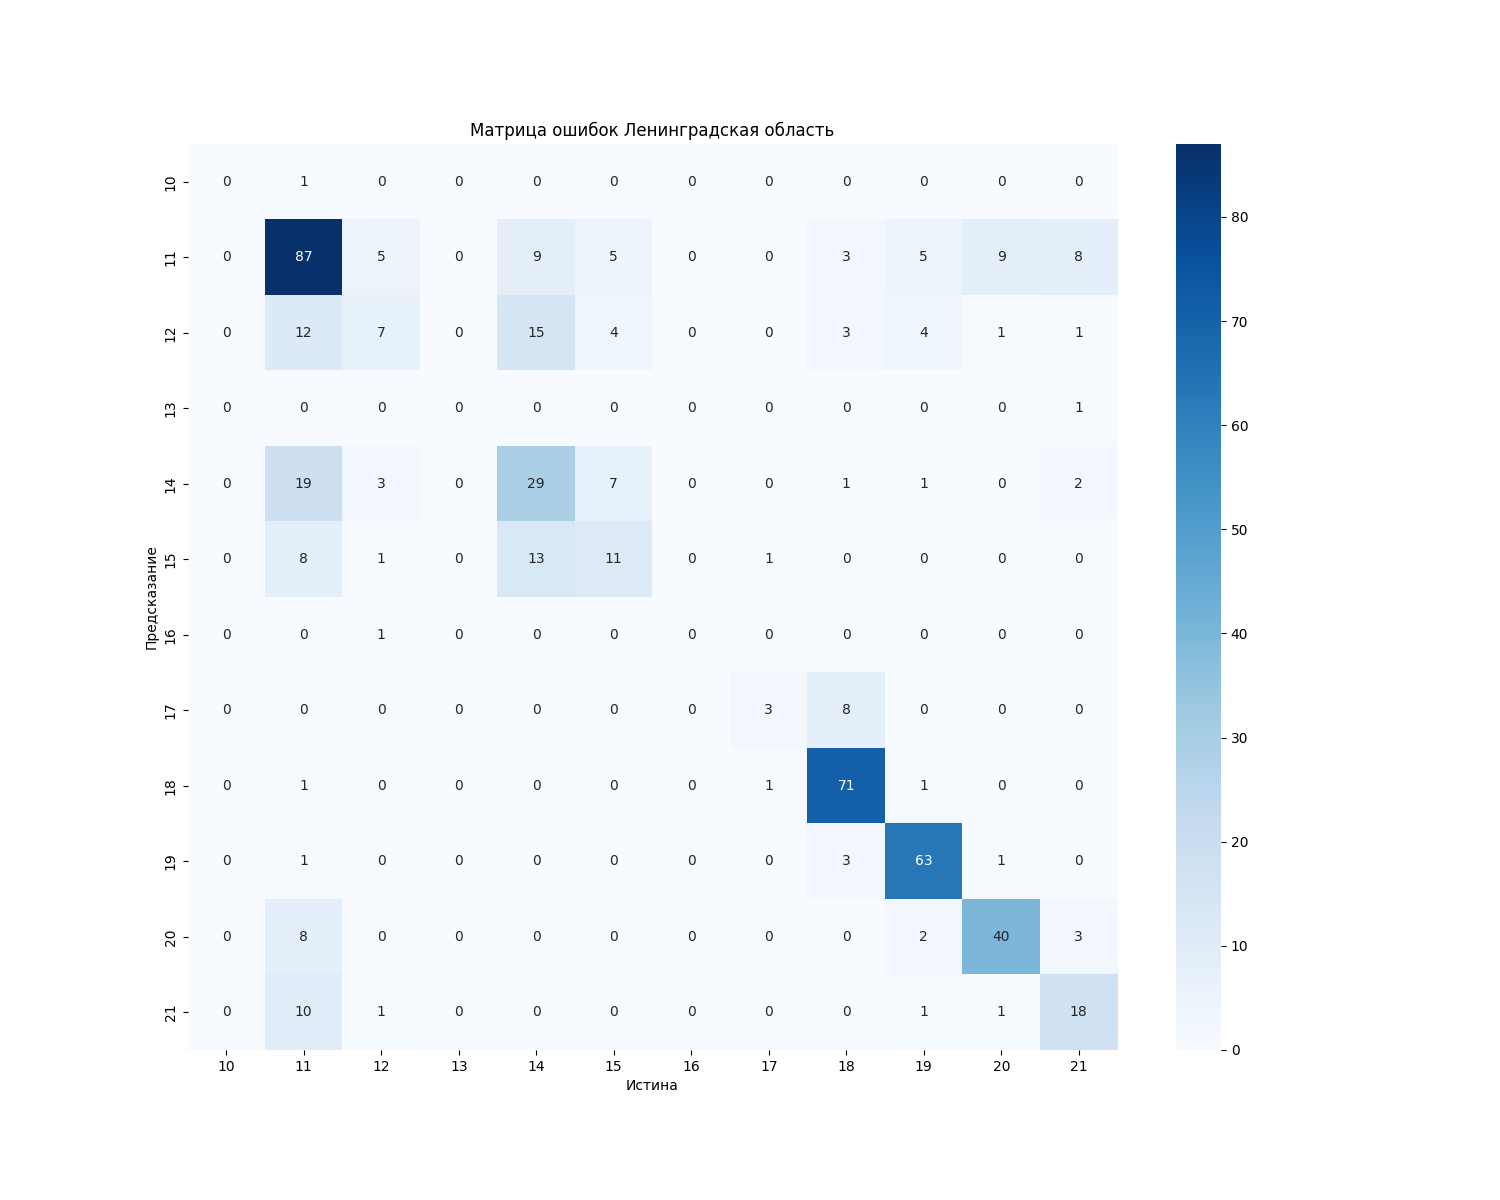 Матрица ошибок Ленинградская область
10 0 1 0 0 0 0 0 0 0 0 0 0
11 0 87 5 0 9 5 0 0 3 5 9 8
12 0 12 7 0 15 4 0 0 3 4 1 1
13 0 0 0 0 0 0 0 0 0 0 0 1
14 0 19 3 0 29 7 0 0 1 1 0 2
15 0 8 1 0 13 11 0 1 0 0 0 0
16 0 0 1 0 0 0 0 0 0 0 0 0
17 0 0 0 0 0 0 0 3 8 0 0 0
18 0 1 0 0 0 0 0 1 71 1 0 0
19 0 1 0 0 0 0 0 0 3 63 1 0
20 0 8 0 0 0 0 0 0 0 2 40 3
21 0 10 1 0 0 0 0 0 0 1 1 18
10 11 12 13 14 15 16 17 18 19 20 21
Истина
Предсказание
80
70
60
50
40
30
20
10
0